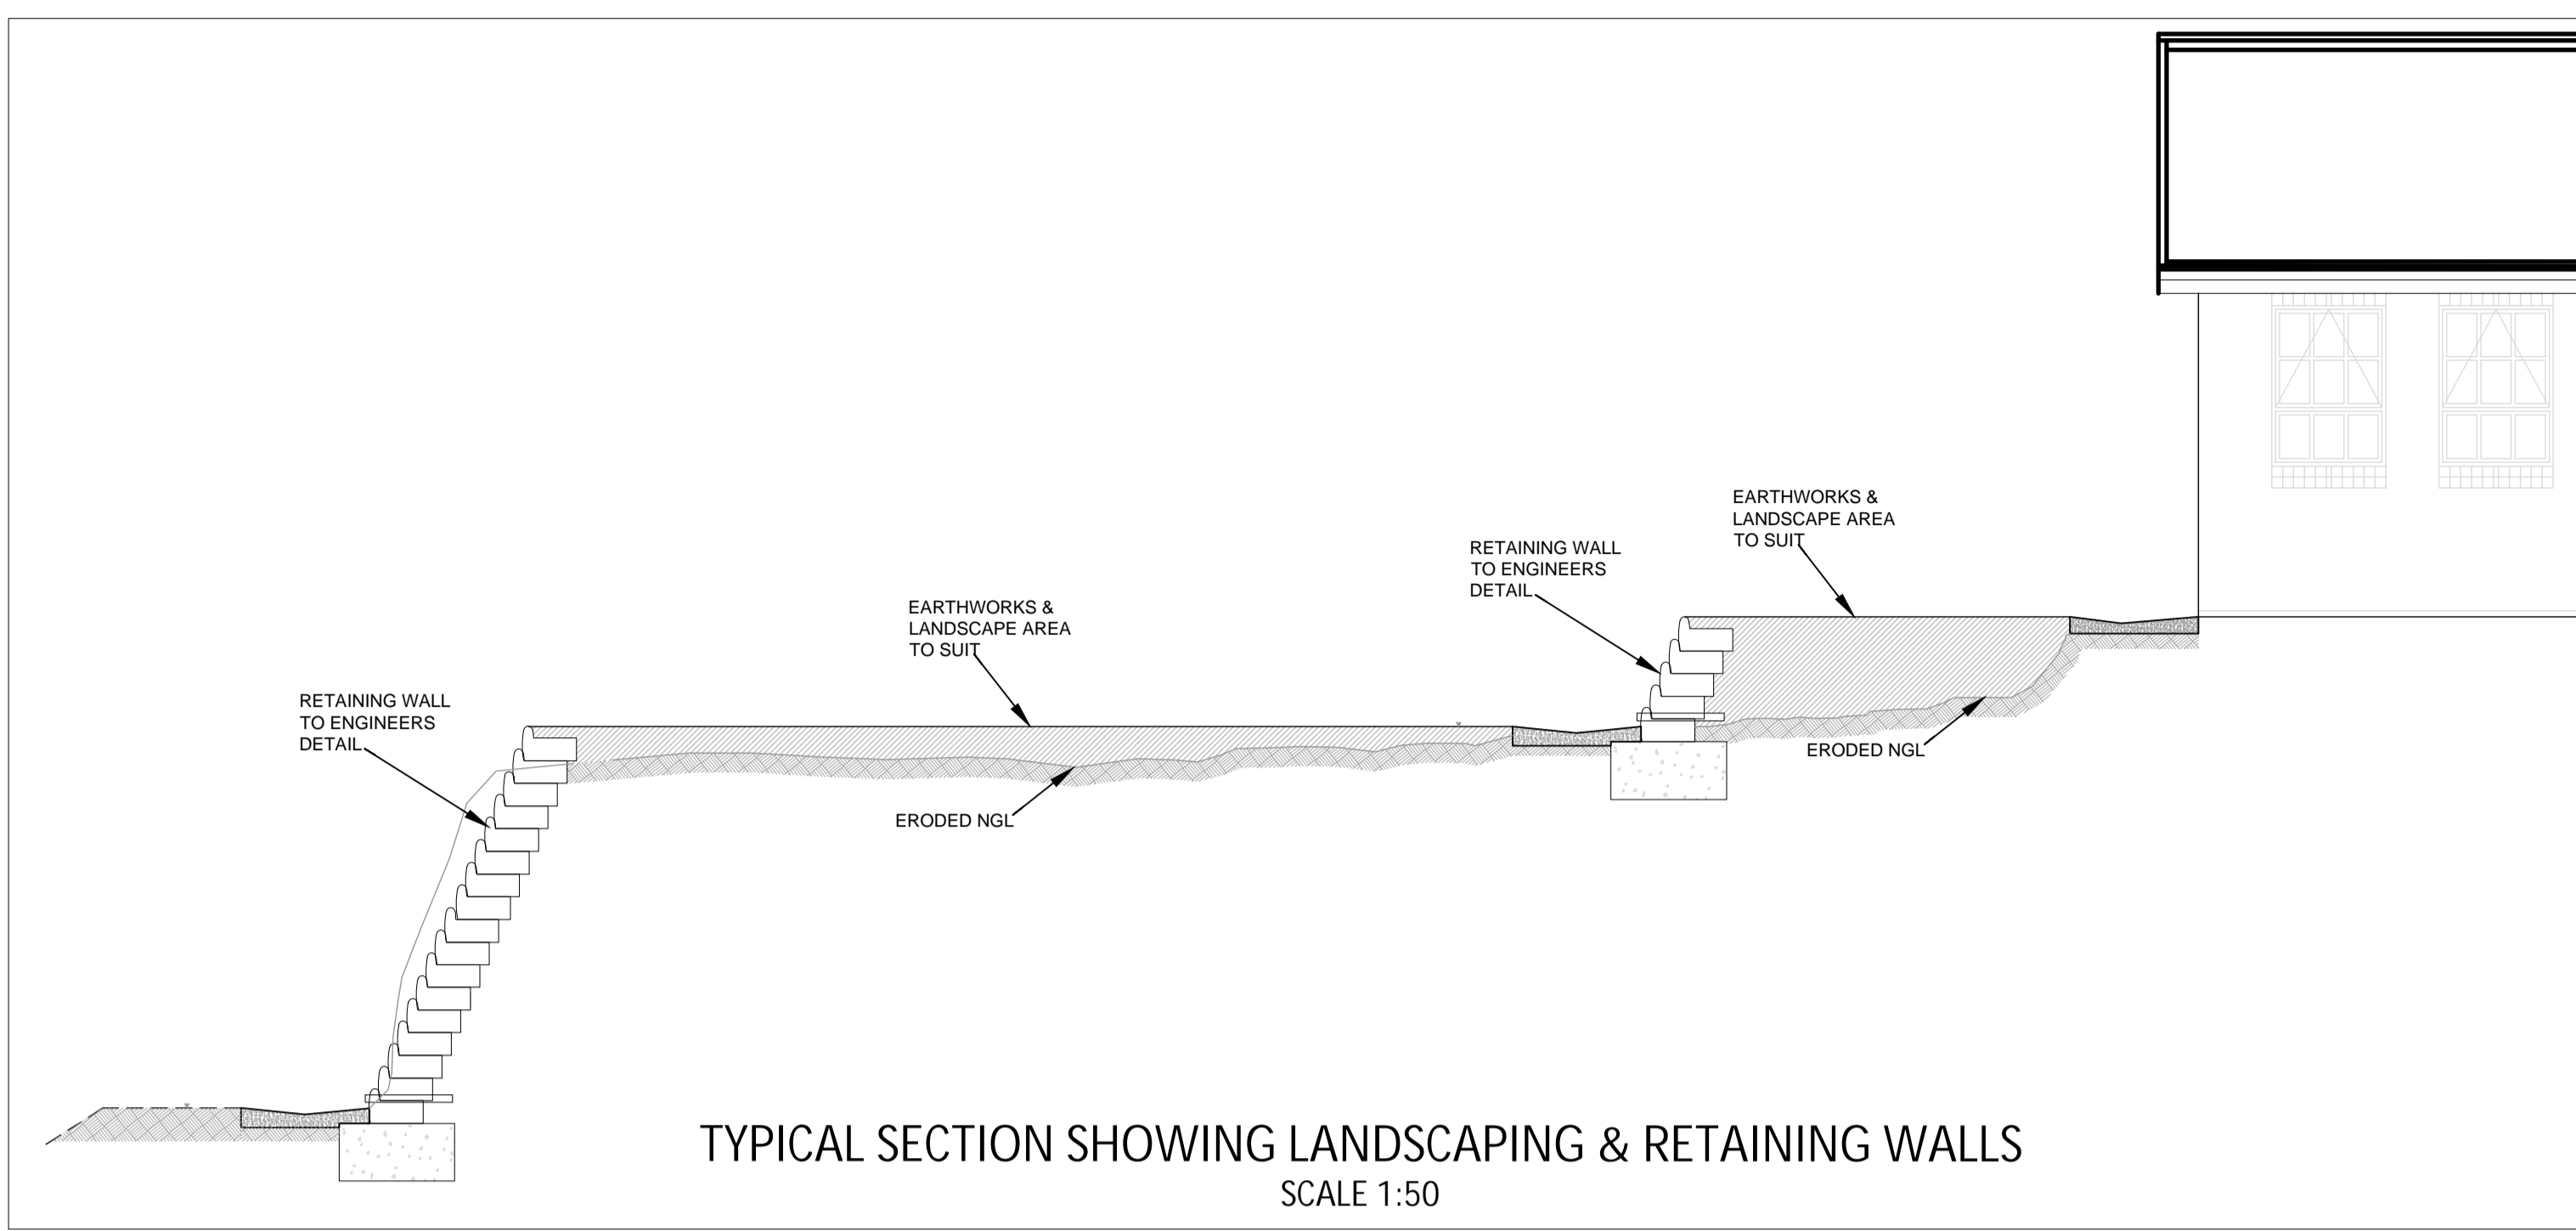 EARTHWORKS &
LANDSCAPE AREA
TO SUIT
RETAINING WALL
TO ENGINEERS
DETAIL
EARTHWORKS &
LANDSCAPE AREA
TO SUIT
RETAINING WALL
TO ENGINEERS
DETAIL
ERODED NGL
ERODED NGL
TYPICAL SECTION SHOWING LANDSCAPING & RETAINING WALLS
SCALE 1:50